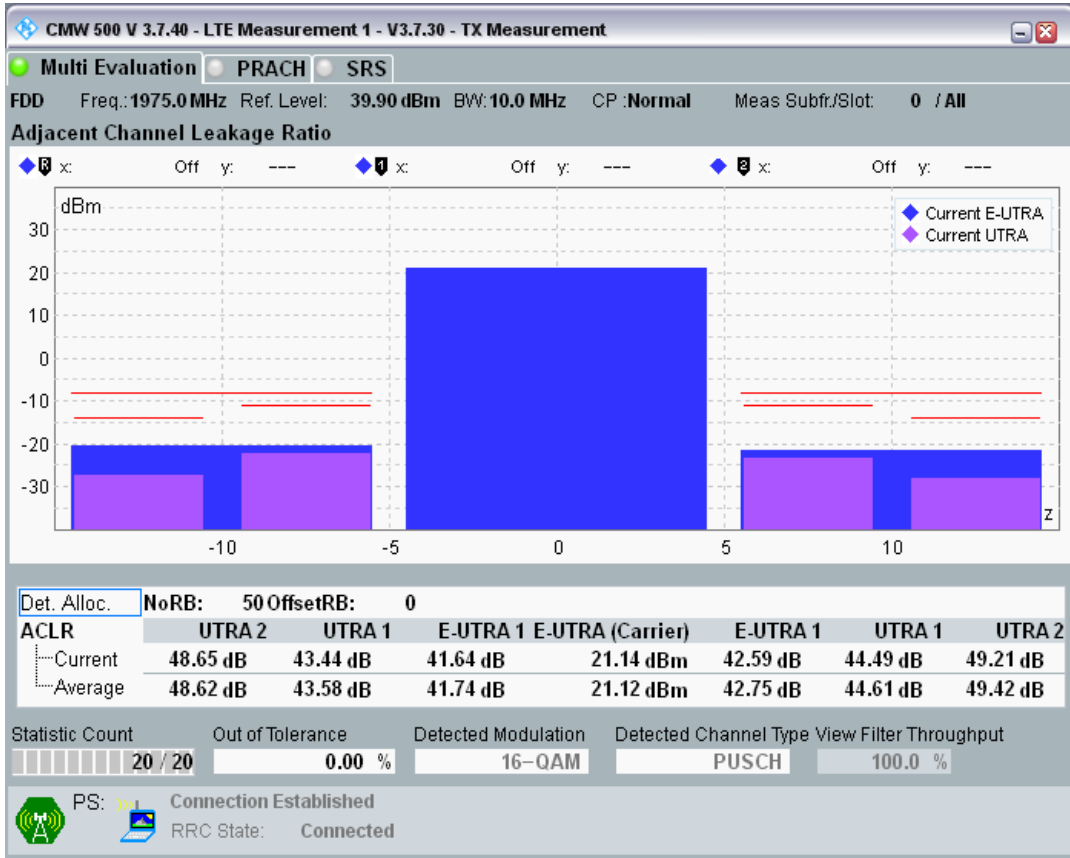 CMW 500 V 3.7.40 - LTE Measurement 1 - V3.7.30 - TX Measurement
Multi Evaluation PRACH SRS
FDD Freq.: 1975.0 MHz Ref. Level: 39.90 dBm BW: 10.0 MHz CP :Normal Meas Subfr./Slot: 0 / All
Adjacent Channel Leakage Ratio
R x: Off y: --- 1 x: Off y: --- 2 x: Off y: ---
dBm
Current E-UTRA
Current UTRA
30
20
10
0
-10
-20
-30
z
-10 -5 0 5 10
Det. Alloc. NoRB: 50 OffsetRB: 0
ACLR UTRA 2 UTRA 1 E-UTRA 1 E-UTRA (Carrier) E-UTRA 1 UTRA 1 UTRA 2
Current 48.65 dB 43.44 dB 41.64 dB 21.14 dBm 42.59 dB 44.49 dB 49.21 dB
Average 48.62 dB 43.58 dB 41.74 dB 21.12 dBm 42.75 dB 44.61 dB 49.42 dB
Statistic Count Out of Tolerance Detected Modulation Detected Channel Type View Filter Throughput
20 / 20 0.00 % 16-QAM PUSCH 100.0 %
PS: Connection Established
RRC State: Connected